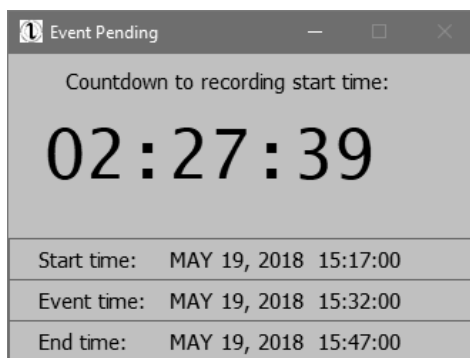 Event Pending
Countdown to recording start time:
02:27:39
Start time: MAY 19, 2018 15:17:00
Event time: MAY 19, 2018 15:32:00
End time: MAY 19, 2018 15:47:00